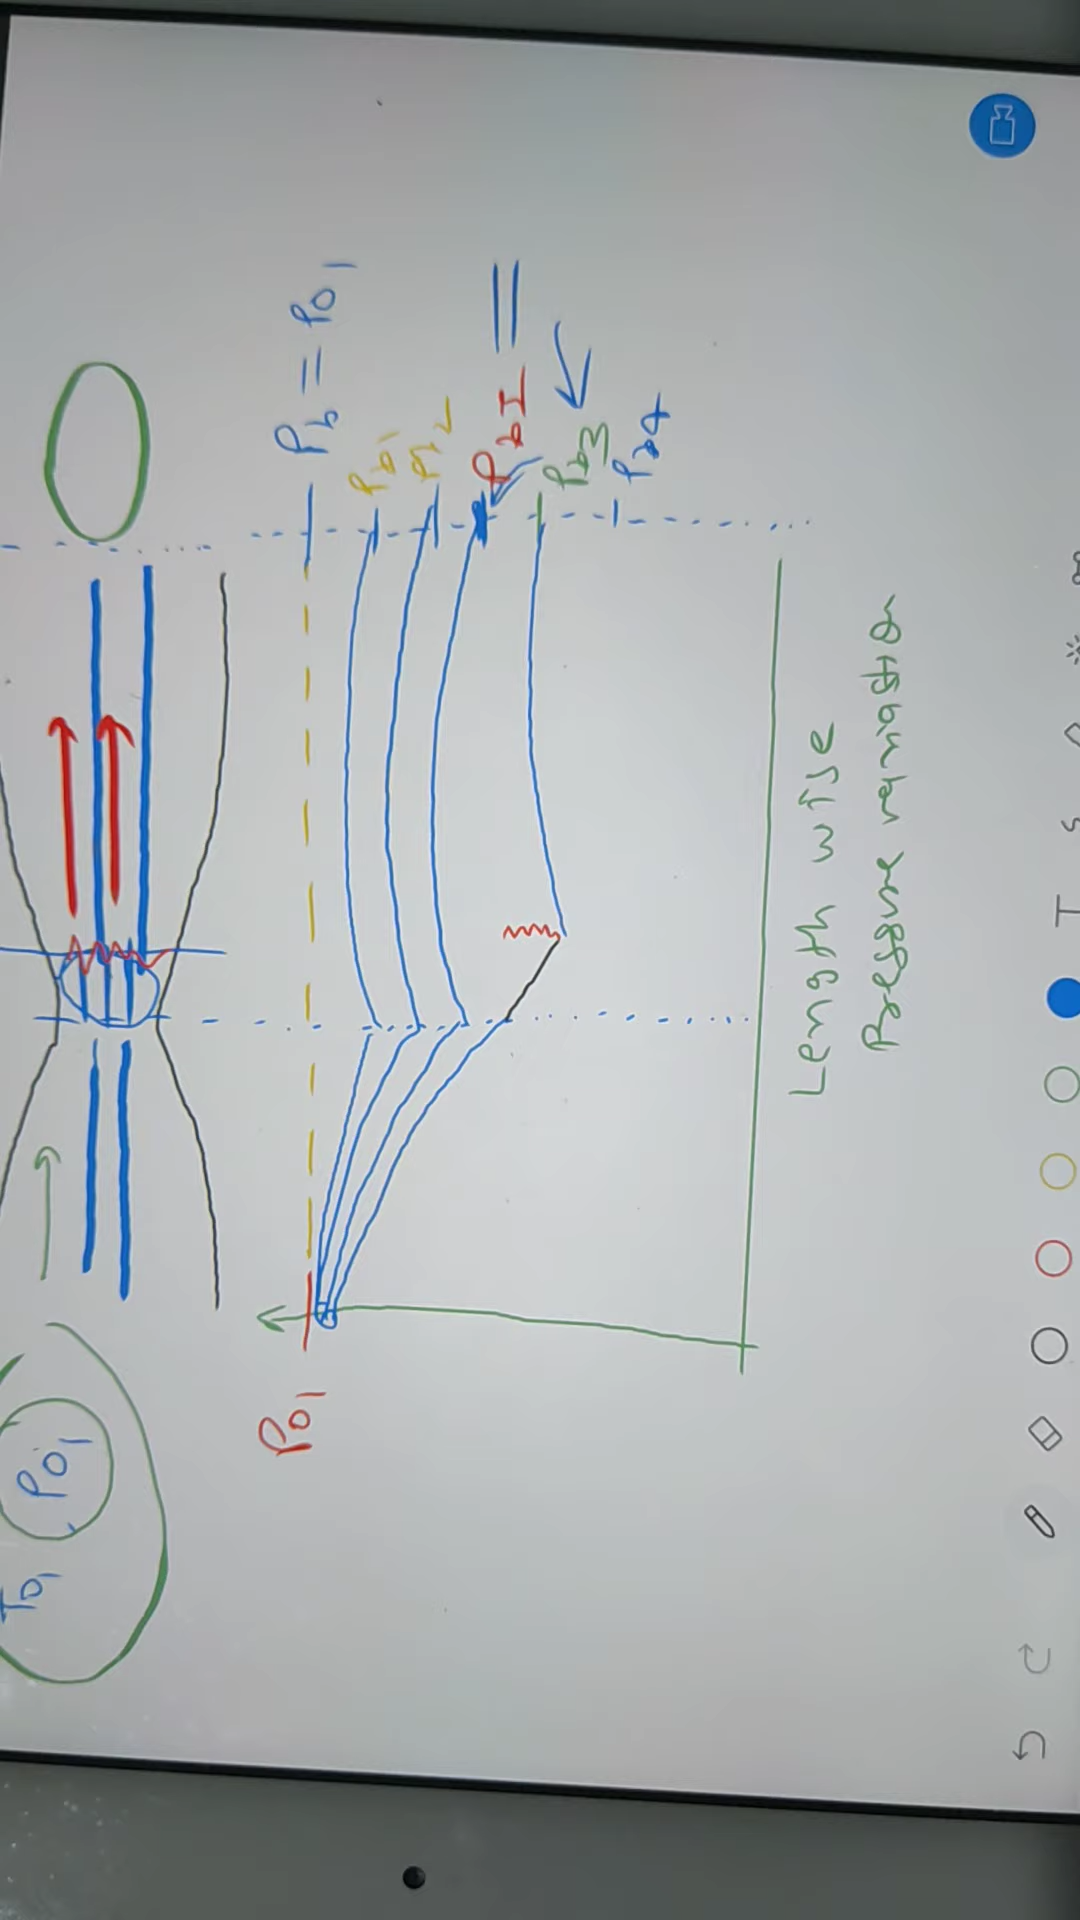 Pb = P01
Pb1
Pb2
PbI
Pb3
Pb4
P01
P01
T01
Length wise
Pressure variation